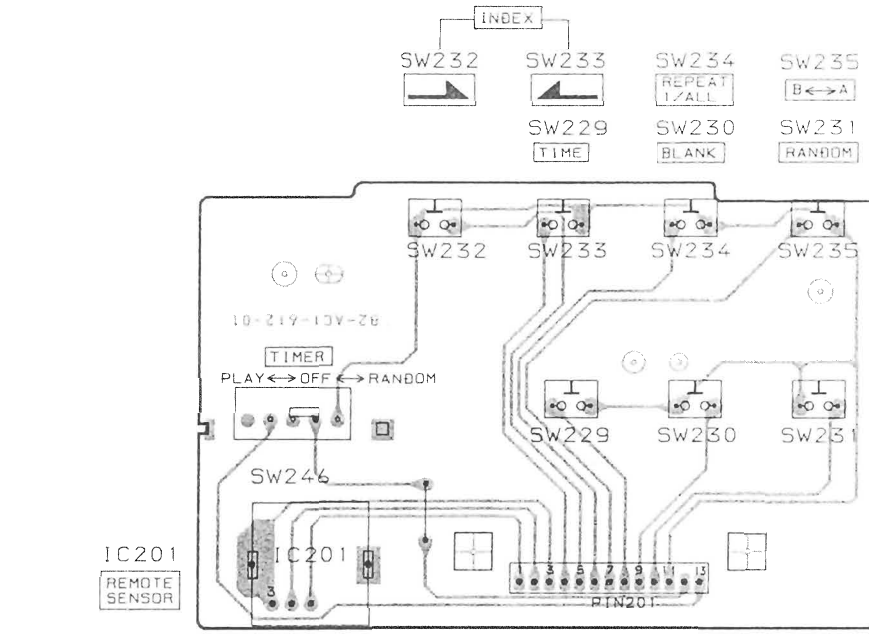 INDEX
SW232 SW233 SW234 SW235
REPEAT
1/ALL
B↔A
SW229 SW230 SW231
TIME BLANK RANDOM
SW232 SW233 SW234 SW235
TIMER
PLAY↔OFF↔RANDOM
SW229 SW230 SW231
SW246
IC201
IC201
REMOTE
SENSOR
3
1 3 5 7 9 11 13
PIN201